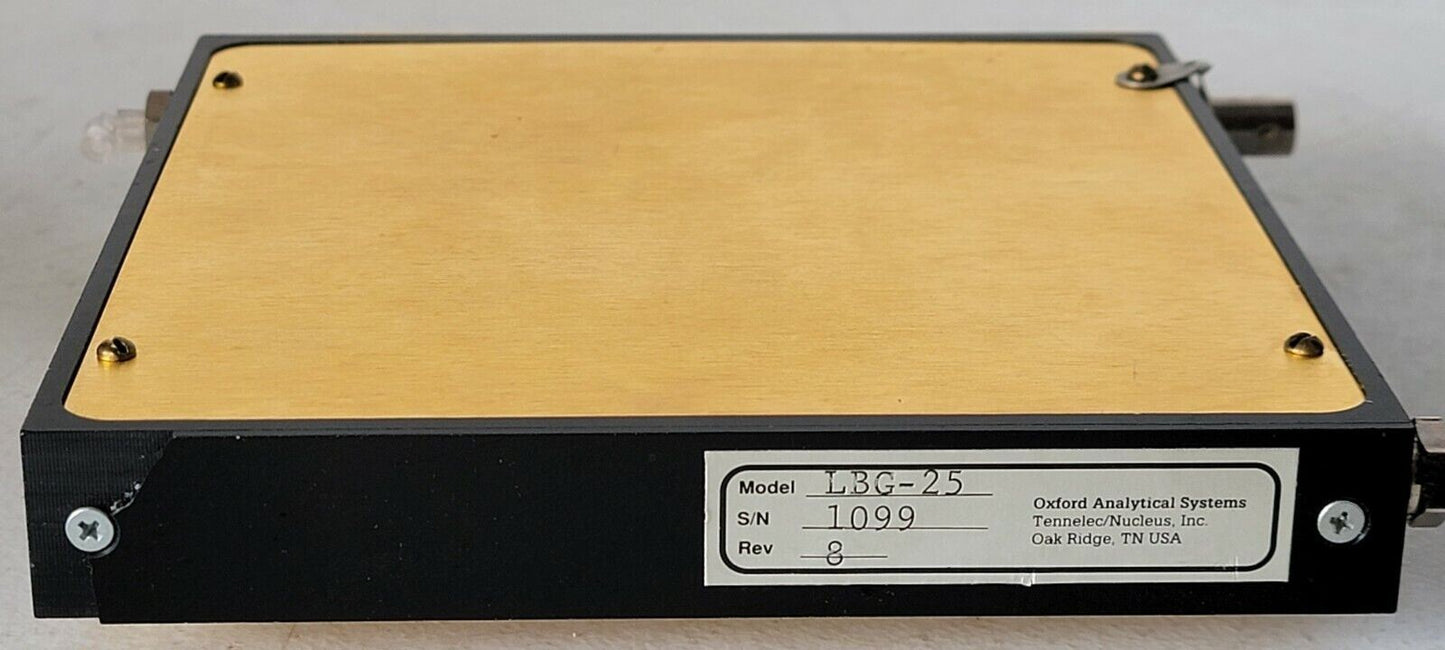 Model LBG-25
S/N 1099
Rev 8
Oxford Analytical Systems
Tennelec/Nucleus, Inc.
Oak Ridge, TN USA